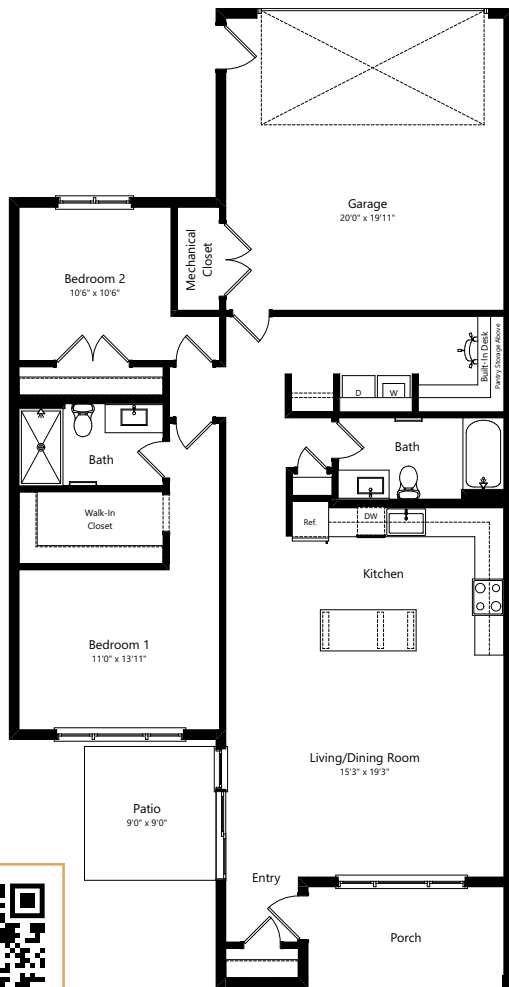 Garage
20'0" x 19'11"
Mechanical
Closet
Bedroom 2
10'6" x 10'6"
Built-In Desk
Pantry Storage Above
D
W
Bath
Bath
Walk-In
Closet
Ref.
DW
Kitchen
Bedroom 1
11'0" x 13'11"
Living/Dining Room
15'3" x 19'3"
Patio
9'0" x 9'0"
Entry
Porch